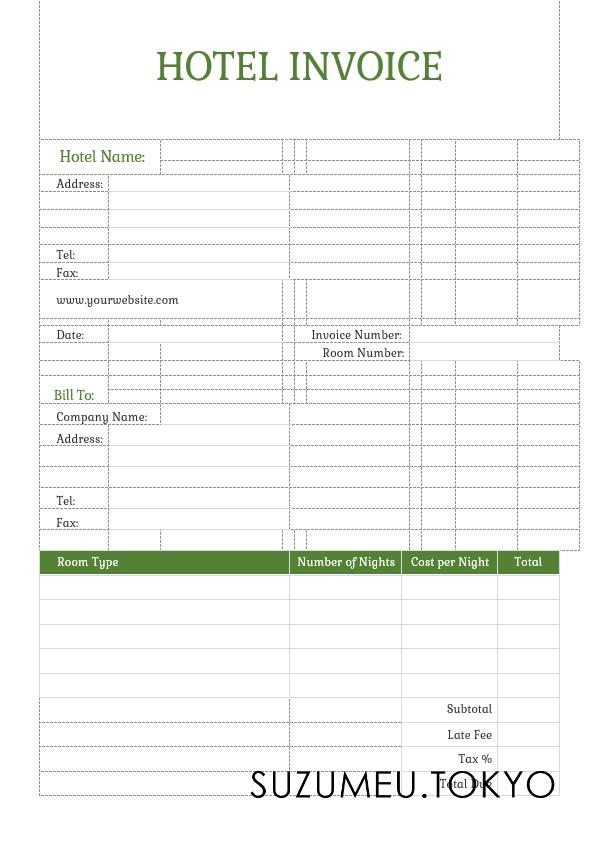 HOTEL INVOICE
Hotel Name:
Address:
Tel:
Fax:
www.yourwebsite.com
Date:
Invoice Number:
Room Number:
Bill To:
Company Name:
Address:
Tel:
Fax:
Room Type Number of Nights Cost per Night Total
Subtotal
Late Fee
Tax %
Total Due
SUZUMEU.TOKYO